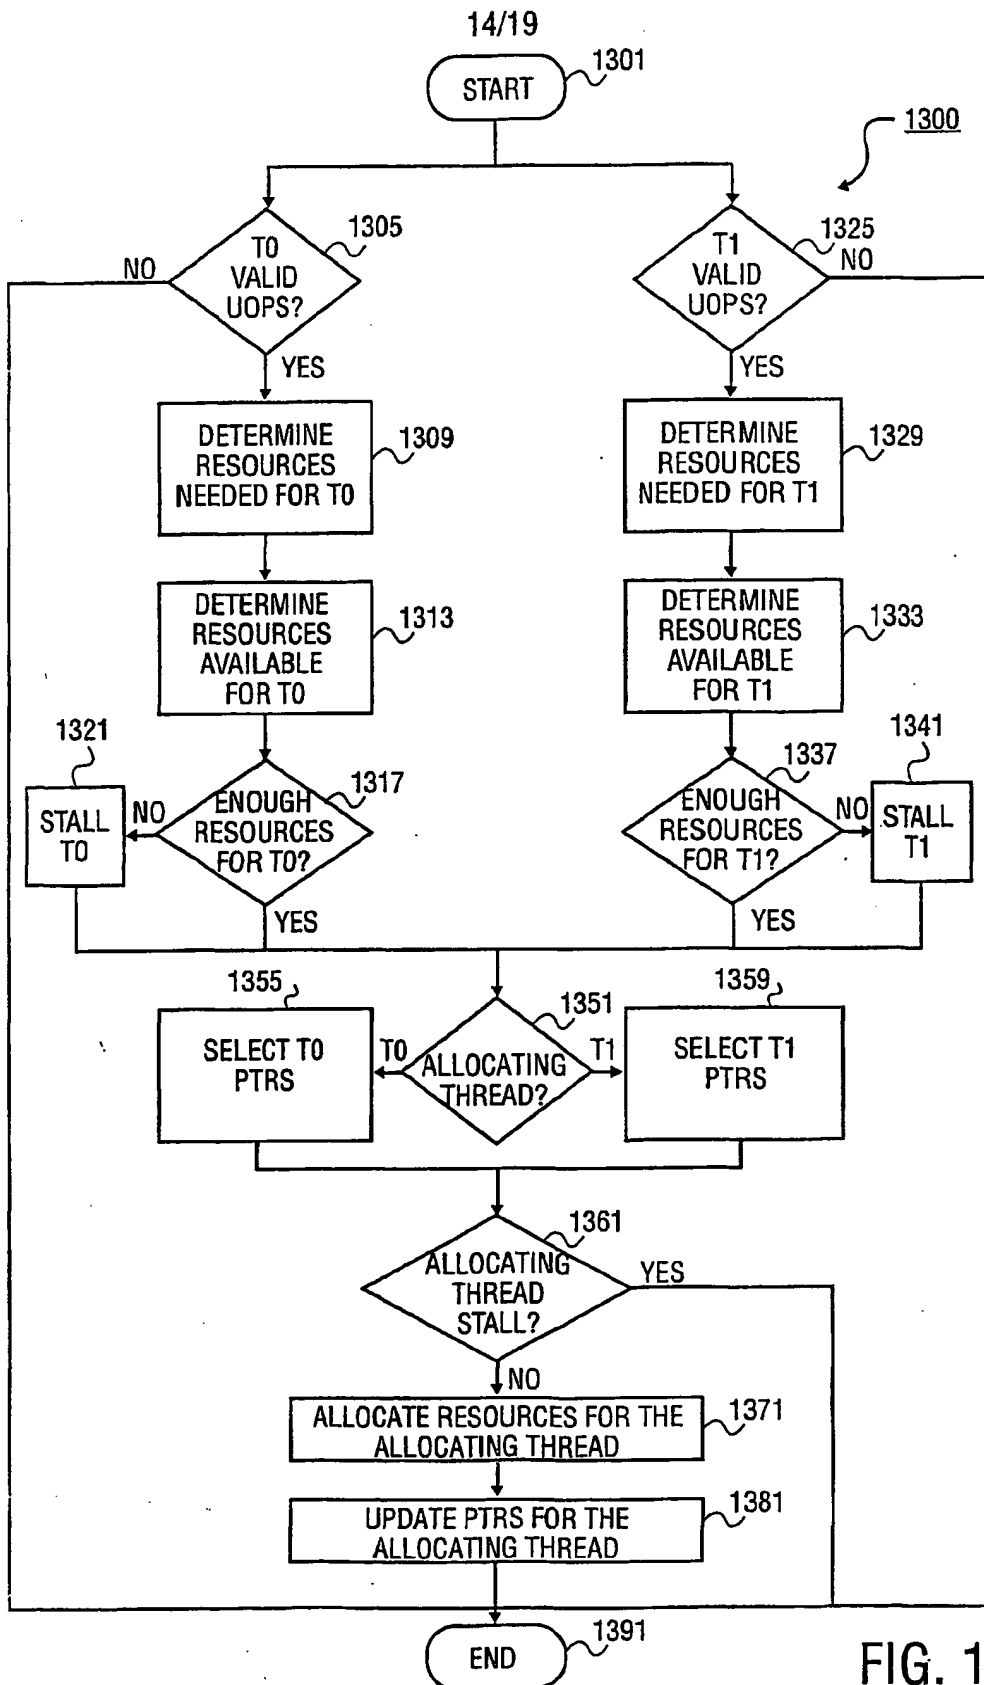 14/19
START
1301
1300
T0
VALID
UOPS?
1305
NO
YES
T1
VALID
UOPS?
1325
NO
YES
DETERMINE
RESOURCES
NEEDED FOR T0
1309
DETERMINE
RESOURCES
NEEDED FOR T1
1329
DETERMINE
RESOURCES
AVAILABLE
FOR T0
1313
DETERMINE
RESOURCES
AVAILABLE
FOR T1
1333
1321
STALL
T0
NO
ENOUGH
RESOURCES
FOR T0?
1317
YES
ENOUGH
RESOURCES
FOR T1?
1337
NO
YES
1341
STALL
T1
1355
SELECT T0
PTRS
T0
ALLOCATING
THREAD?
1351
T1
1359
SELECT T1
PTRS
ALLOCATING
THREAD
STALL?
1361
YES
NO
ALLOCATE RESOURCES FOR THE
ALLOCATING THREAD
1371
UPDATE PTRS FOR THE
ALLOCATING THREAD
1381
END
1391
FIG. 1